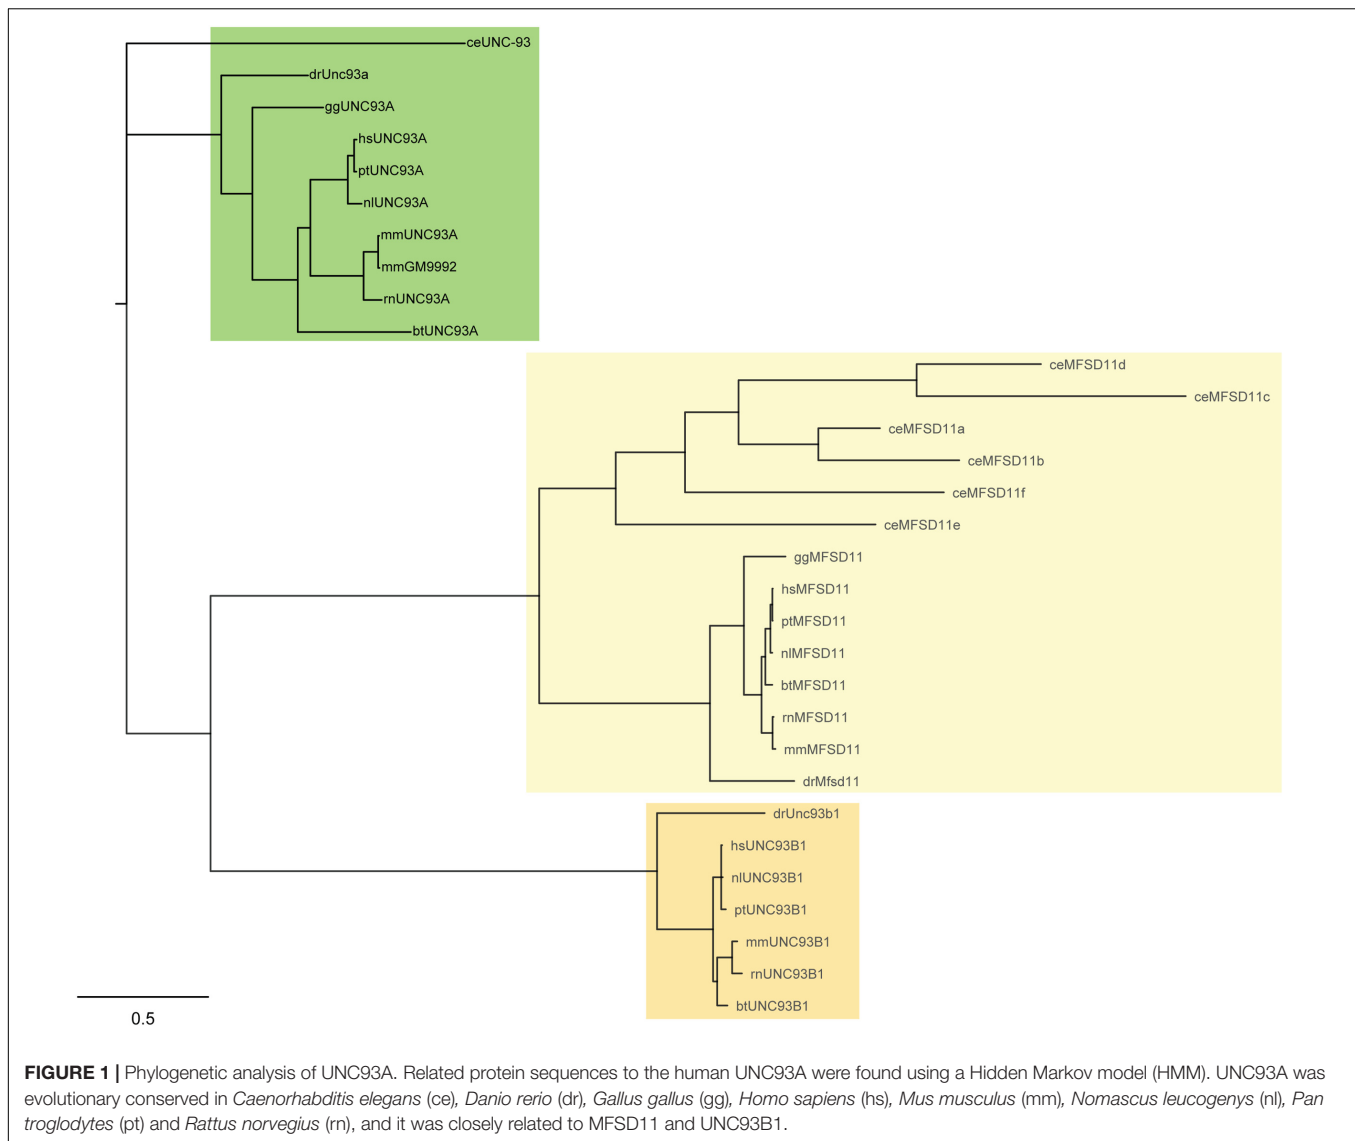 ceUNC-93
drUnc93a
ggUNC93A
hsUNC93A
ptUNC93A
nlUNC93A
mmUNC93A
mmGM9992
rnUNC93A
btUNC93A
ceMFSD11d
ceMFSD11c
ceMFSD11a
ceMFSD11b
ceMFSD11f
ceMFSD11e
ggMFSD11
hsMFSD11
ptMFSD11
nlMFSD11
btMFSD11
rnMFSD11
mmMFSD11
drMfsd11
drUnc93b1
hsUNC93B1
nlUNC93B1
ptUNC93B1
mmUNC93B1
rnUNC93B1
btUNC93B1
0.5
FIGURE 1 | Phylogenetic analysis of UNC93A. Related protein sequences to the human UNC93A were found using a Hidden Markov model (HMM). UNC93A was
evolutionary conserved in Caenorhabditis elegans (ce), Danio rerio (dr), Gallus gallus (gg), Homo sapiens (hs), Mus musculus (mm), Nomascus leucogenys (nl), Pan
troglodytes (pt) and Rattus norvegius (rn), and it was closely related to MFSD11 and UNC93B1.